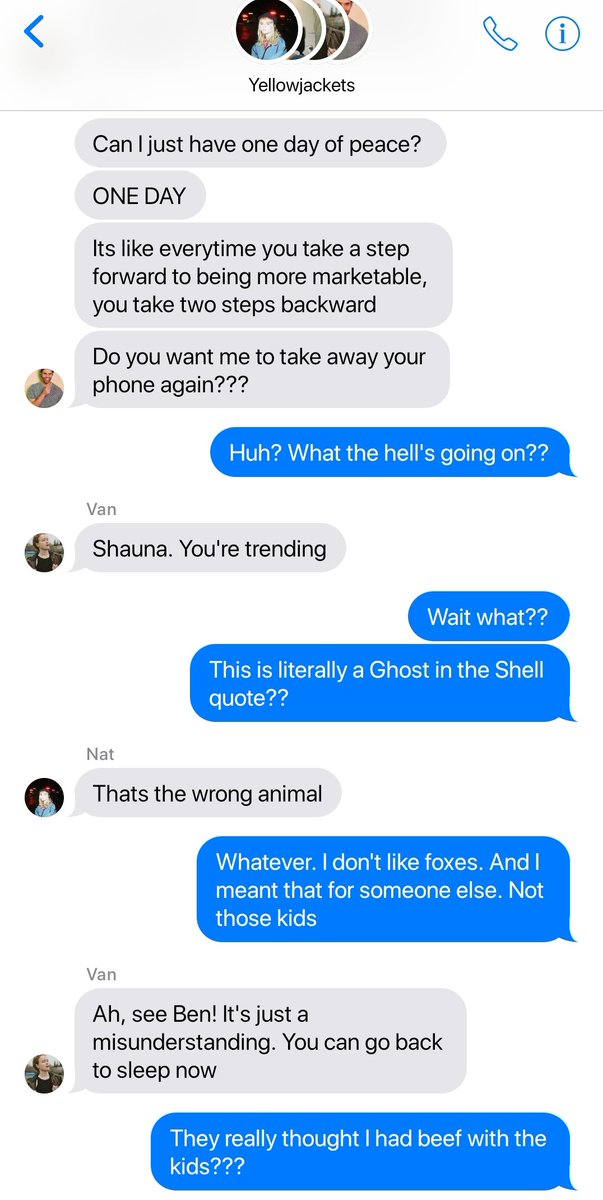 Yellowjackets
Can I just have one day of peace?
ONE DAY
Its like everytime you take a step
forward to being more marketable,
you take two steps backward
Do you want me to take away your
phone again???
Huh? What the hell's going on??
Van
Shauna. You're trending
Wait what??
This is literally a Ghost in the Shell
quote??
Nat
Thats the wrong animal
Whatever. I don't like foxes. And I
meant that for someone else. Not
those kids
Van
Ah, see Ben! It's just a
misunderstanding. You can go back
to sleep now
They really thought I had beef with the
kids???